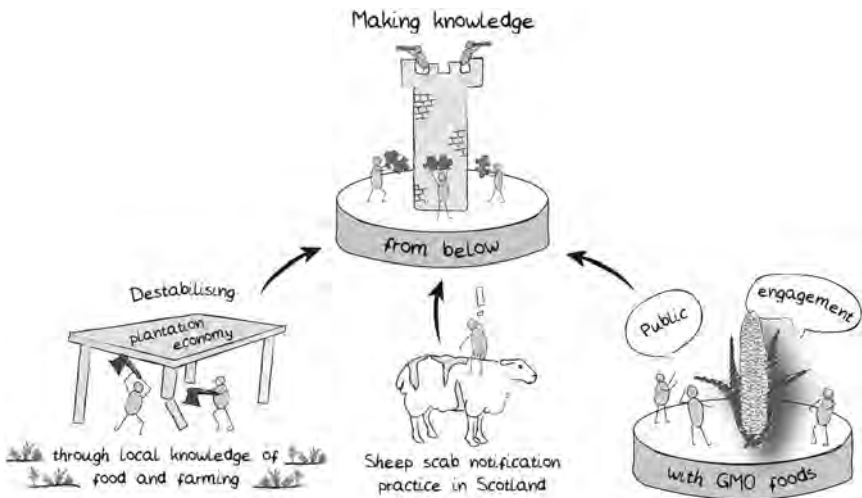 Making knowledge
from below
Destabilising
plantation
economy
through local knowledge of
food and farming
!
Sheep scab notification
practice in Scotland
Public
engagement
with GMO foods